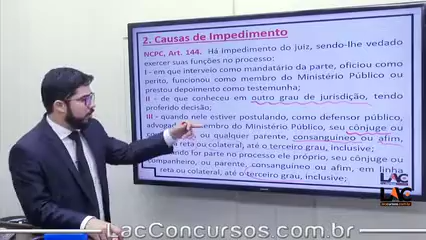 2. Causas de Impedimento
NCPC, Art. 144. Há impedimento do juiz, sendo-lhe vedado
exercer suas funções no processo:
I - em que interveio como mandatário da parte, oficiou como
perito, funcionou como membro do Ministério Público ou
prestou depoimento como testemunha;
II - de que conheceu em outro grau de jurisdição, tendo
proferido decisão;
III - quando nele estiver postulando, como defensor público,
advogado membro do Ministério Público, seu cônjuge ou
ou qualquer parente, consanguíneo ou afim,
reta ou colateral, até o terceiro grau, inclusive;
quando for parte no processo ele próprio, seu cônjuge ou
companheiro, ou parente, consanguíneo ou afim, em linha
reta ou colateral, até o terceiro grau, inclusive;
LAC
LAC
LacConcursos.com.br